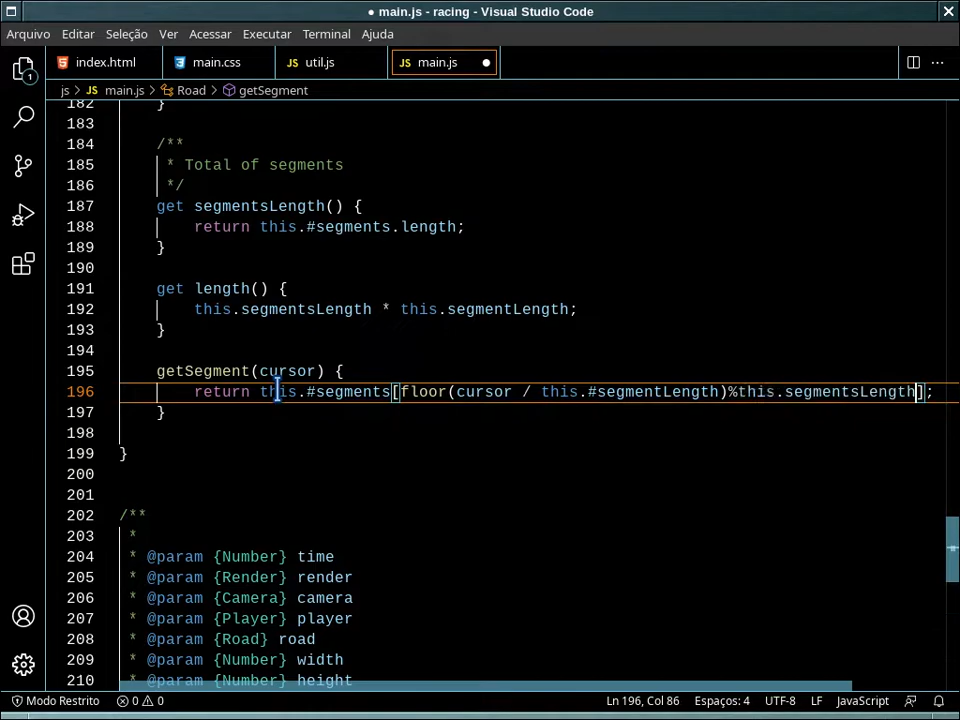 ● main.js - racing - Visual Studio Code
Arquivo Editar Seleção Ver Acessar Executar Terminal Ajuda
index.html main.css JS util.js JS main.js ●
js > JS main.js > Road > getSegment
182 }
183
184 /**
185 * Total of segments
186 */
187 get segmentsLength() {
188 return this.#segments.length;
189 }
190
191 get length() {
192 this.segmentsLength * this.segmentLength;
193 }
194
195 getSegment(cursor) {
196 return this.#segments[floor(cursor / this.#segmentLength)%this.segmentsLength];
197 }
198
199 }
200
201
202 /**
203 *
204 * @param {Number} time
205 * @param {Render} render
206 * @param {Camera} camera
207 * @param {Player} player
208 * @param {Road} road
209 * @param {Number} width
210 * @param {Number} height
1
Modo Restrito 0 0 Ln 196, Col 86 Espaços: 4 UTF-8 LF JavaScript